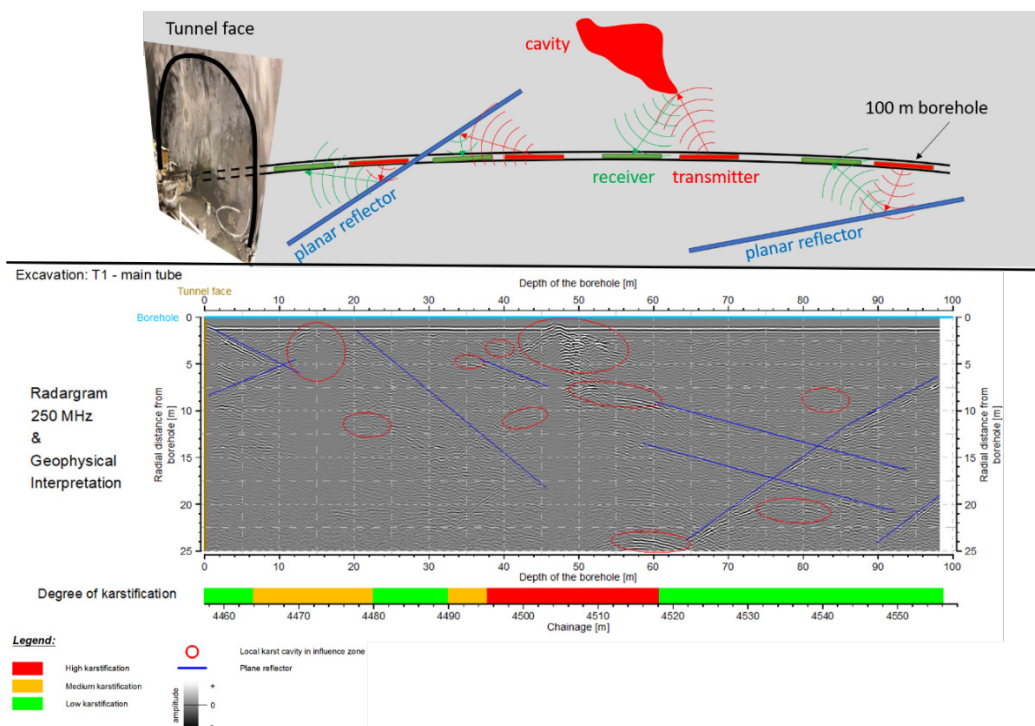 Tunnel face
cavity
100 m borehole
receiver
transmitter
planar reflector
planar reflector
Excavation: T1 - main tube
Depth of the borehole [m]
Tunnel face
0 10 20 30 40 50 60 70 80 90 100
Borehole
0
5
10
15
20
25
Radial distance from
borehole [m]
Radargram
250 MHz
&
Geophysical
Interpretation
0
5
10
15
20
25
Radial distance from
borehole [m]
0 10 20 30 40 50 60 70 80 90 100
Depth of the borehole [m]
Degree of karstification
4460 4470 4480 4490 4500 4510 4520 4530 4540 4550
Chainage [m]
Legend:
High karstification
Medium karstification
Low karstification
Local karst cavity in influence zone
Plane reflector
amplitude
+
0